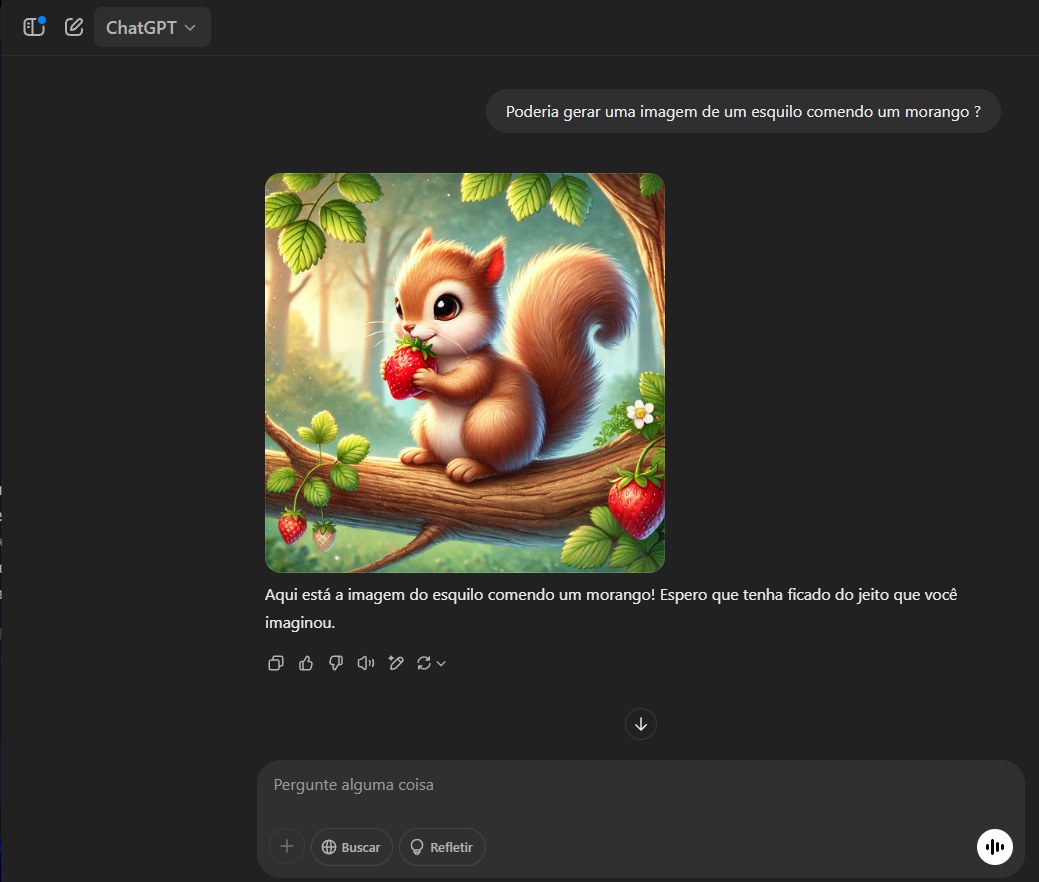 ChatGPT
Poderia gerar uma imagem de um esquilo comendo um morango ?
Aqui está a imagem do esquilo comendo um morango! Espero que tenha ficado do jeito que você
imaginou.
Pergunte alguma coisa
Buscar
Refletir